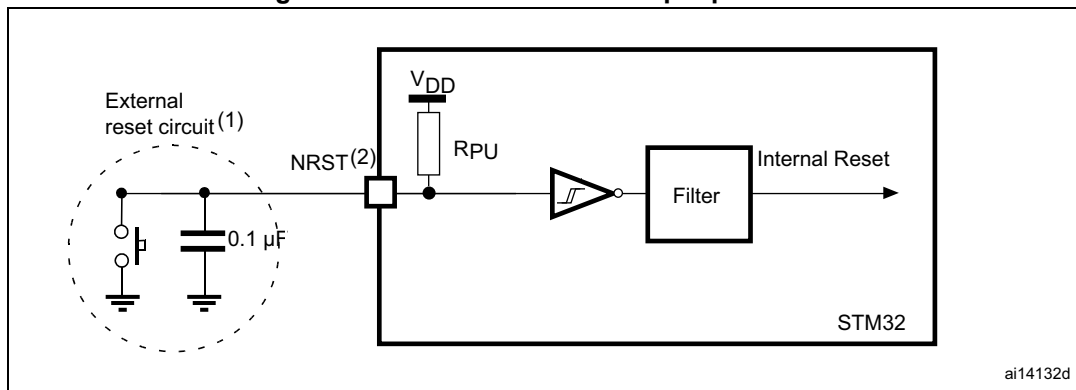 External
reset circuit(1)
NRST(2)
VDD
RPU
0.1 µF
Filter
Internal Reset
STM32
ai14132d